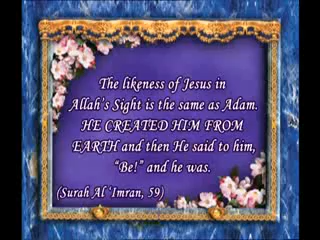 The likeness of Jesus in
Allah's Sight is the same as Adam.
HE CREATED HIM FROM
EARTH and then He said to him,
"Be!" and he was.
(Surah Al 'Imran, 59)